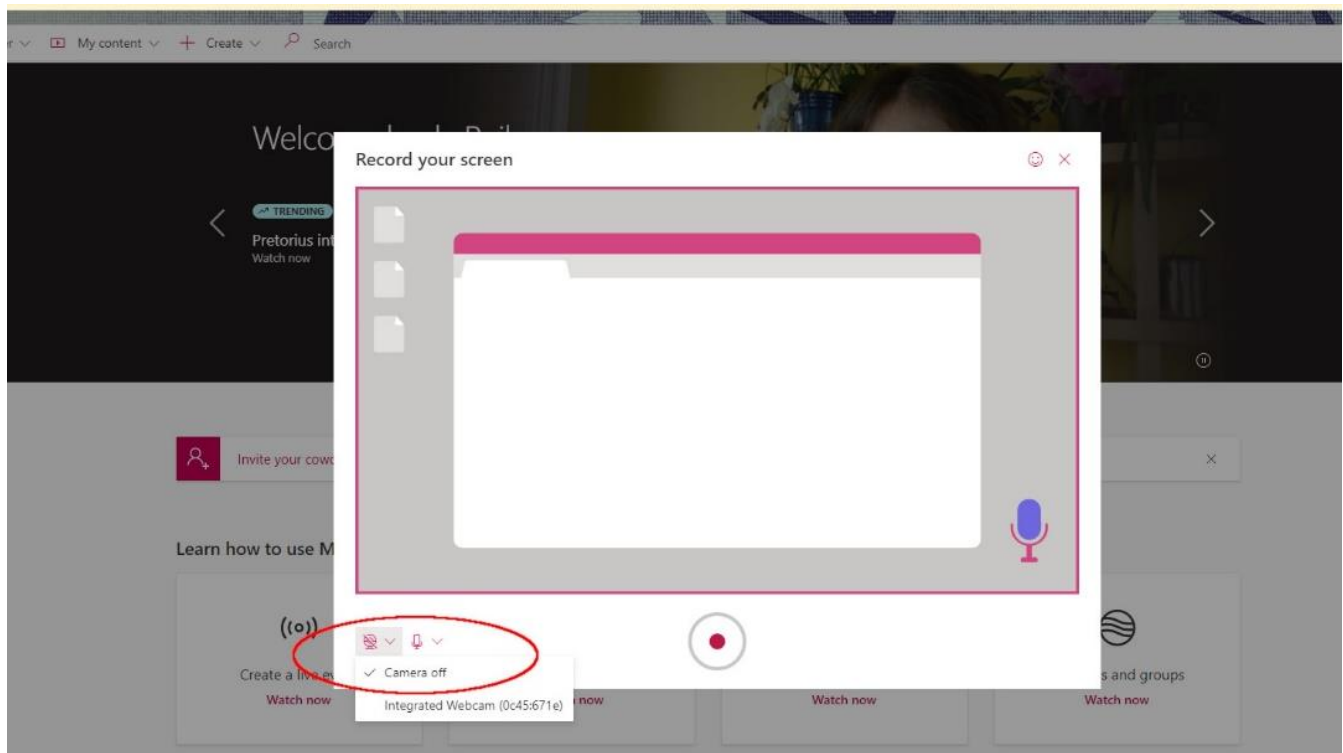 My content
Create
Search
Welco
Record your screen
TRENDING
Pretorius int
Watch now
Invite your cowo
Learn how to use M
Create a live ev
Camera off
s and groups
Watch now
Integrated Webcam (0c45:671e)
now
Watch now
Watch now